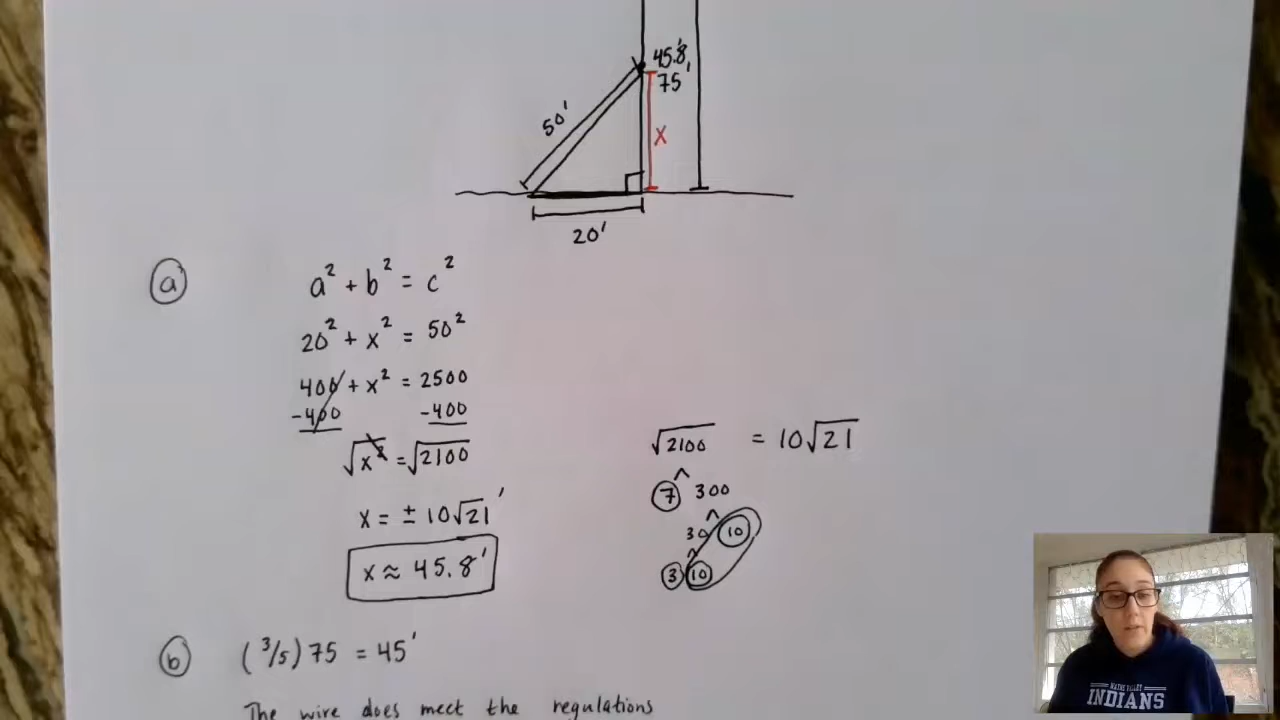 45.8'
75'
50'
x
20'
a
a² + b² = c²
20² + x² = 50²
400 + x² = 2500
-400 -400
√x² = √2100
x = ± 10√21'
x ≈ 45.8'
√2100 = 10√21
7 300
30 10
3 10
b (3/5) 75 = 45'
The wire does meet the regulations
INDIANS